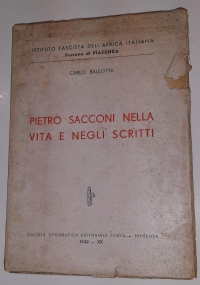 ISTITUTO FASCISTA DELL'AFRICA ITALIANA
Sezione di PIACENZA
CARLO BALLOTTA
PIETRO SACCONI NELLA
VITA E NEGLI SCRITTI
SOCIETÀ TIPOGRAFICA EDITORIALE PORTA - PIACENZA
1942 - XX